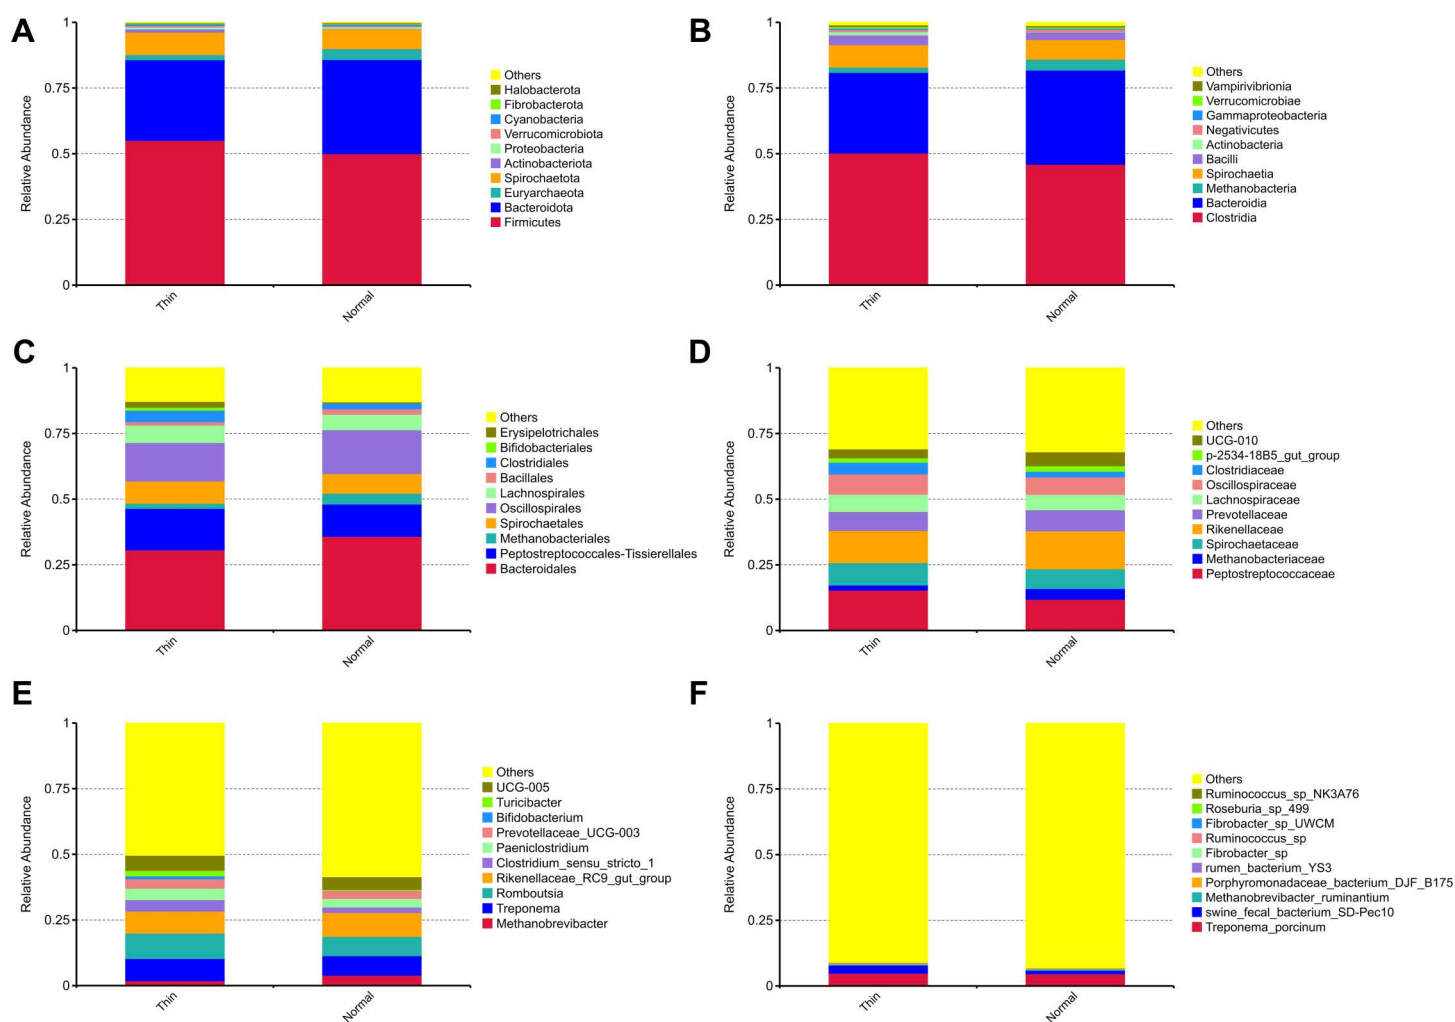 A
Relative Abundance
1
0.75
0.5
0.25
0
Thin
Normal
Others
Halobacterota
Fibrobacterota
Cyanobacteria
Verrucomicrobiota
Proteobacteria
Actinobacteriota
Spirochaetota
Euryarchaeota
Bacteroidota
Firmicutes
B
Relative Abundance
1
0.75
0.5
0.25
0
Thin
Normal
Others
Vampirivibrionia
Verrucomicrobiae
Gammaproteobacteria
Negativicutes
Actinobacteria
Bacilli
Spirochaetia
Methanobacteria
Bacteroidia
Clostridia
C
Relative Abundance
1
0.75
0.5
0.25
0
Thin
Normal
Others
Erysipelotrichales
Bifidobacteriales
Clostridiales
Bacillales
Lachnospirales
Oscillospirales
Spirochaetales
Methanobacteriales
Peptostreptococcales-Tissierellales
Bacteroidales
D
Relative Abundance
1
0.75
0.5
0.25
0
Thin
Normal
Others
UCG-010
p-2534-18B5_gut_group
Clostridiaceae
Oscillospiraceae
Lachnospiraceae
Prevotellaceae
Rikenellaceae
Spirochaetaceae
Methanobacteriaceae
Peptostreptococcaceae
E
Relative Abundance
1
0.75
0.5
0.25
0
Thin
Normal
Others
UCG-005
Turicibacter
Bifidobacterium
Prevotellaceae_UCG-003
Paeniclostridium
Clostridium_sensu_stricto_1
Rikenellaceae_RC9_gut_group
Romboutsia
Treponema
Methanobrevibacter
F
Relative Abundance
1
0.75
0.5
0.25
0
Thin
Normal
Others
Ruminococcus_sp_NK3A76
Roseburia_sp_499
Fibrobacter_sp_UWCM
Ruminococcus_sp
Fibrobacter_sp
rumen_bacterium_YS3
Porphyromonadaceae_bacterium_DJF_B175
Methanobrevibacter_ruminantium
swine_fecal_bacterium_SD-Pec10
Treponema_porcinum